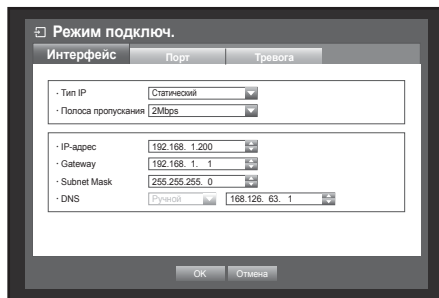 Режим подключ.
Интерфейс Порт Тревога
· Тип IP Статический
· Полоса пропускания 2Mbps
· IP-адрес 192.168. 1.200
· Gateway 192.168. 1. 1
· Subnet Mask 255.255.255. 0
· DNS Ручной 168.126. 63. 1
OK Отмена